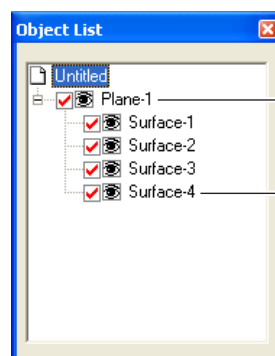 Object List
Untitled
Plane-1
Surface-1
Surface-2
Surface-3
Surface-4